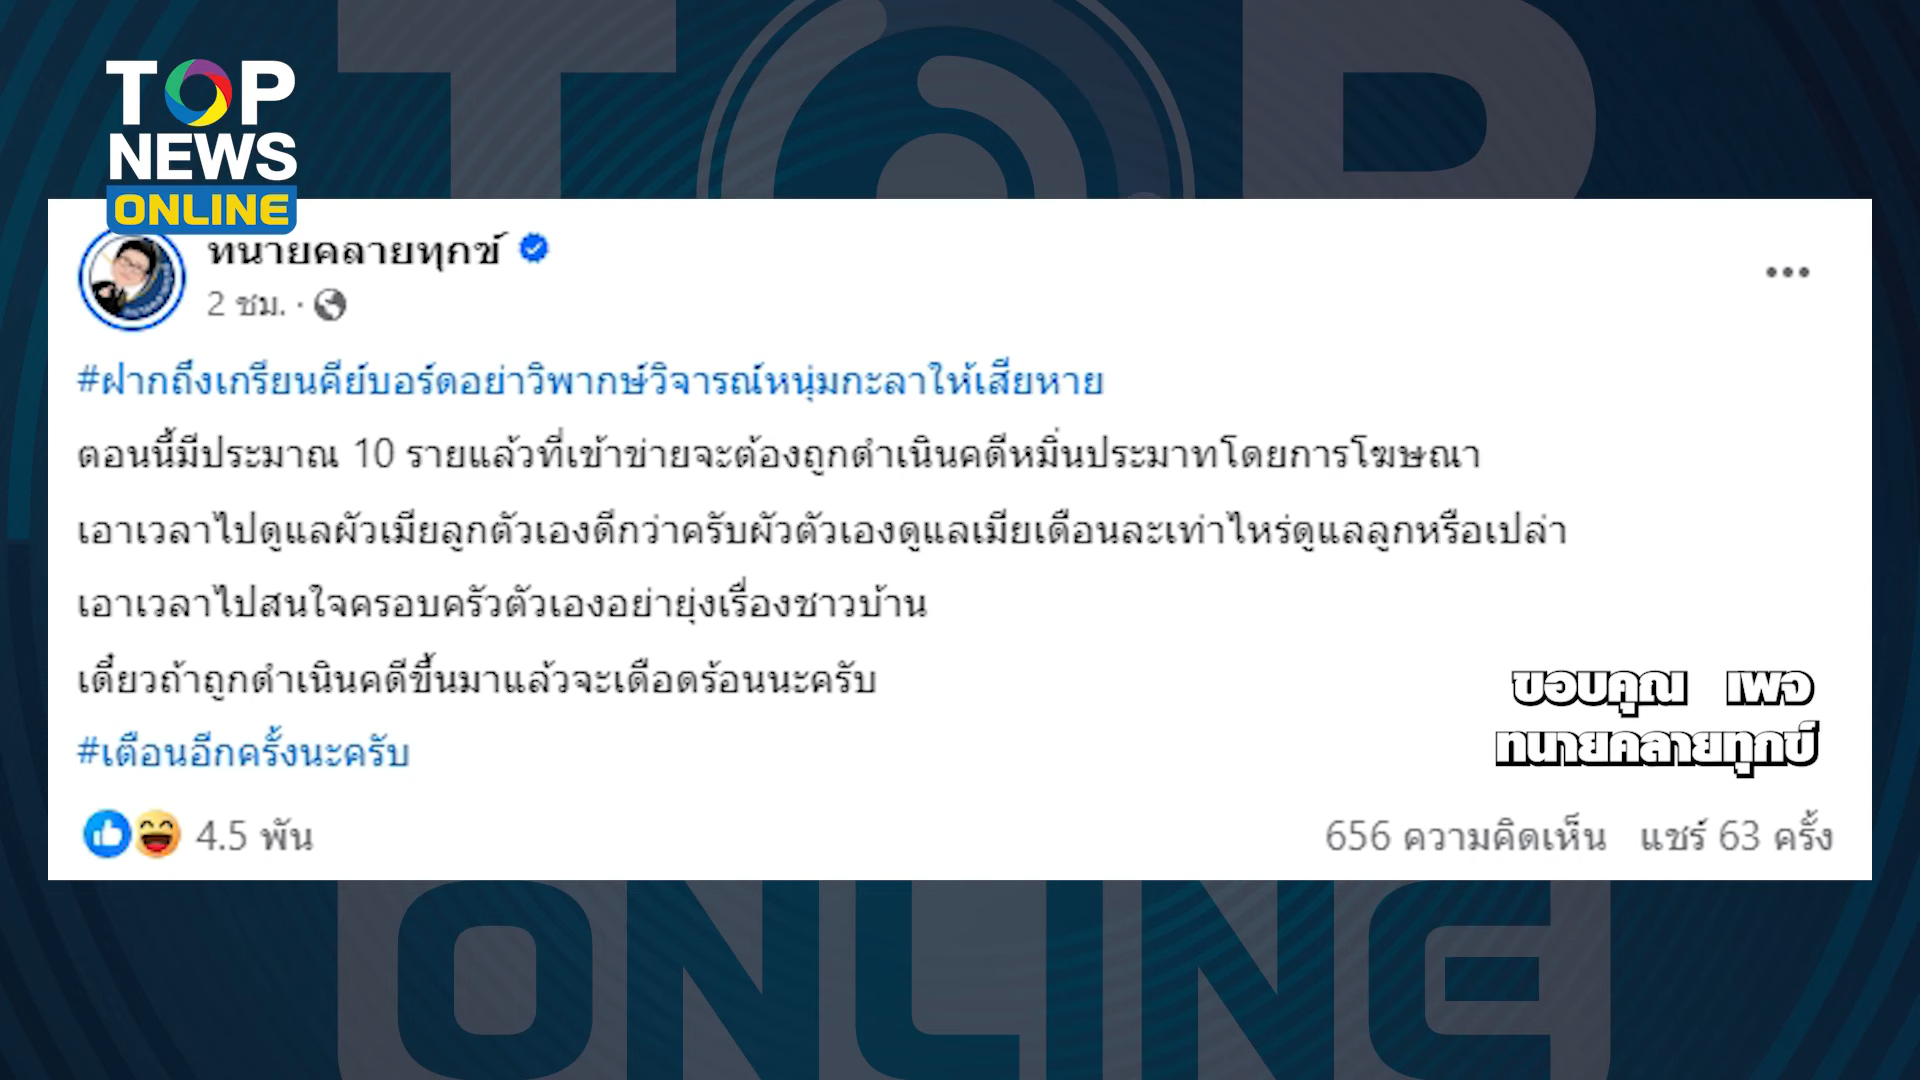 TOP
NEWS
ONLINE
ทนายคลายทุกข์
2 ชม. ·
#ฝากถึงเกรียนคีย์บอร์ดอย่าวิพากษ์วิจารณ์หนุ่มกะลาให้เสียหาย
ตอนนี้มีประมาณ 10 รายแล้วที่เข้าข่ายจะต้องถูกดำเนินคดีหมิ่นประมาทโดยการโฆษณา
เอาเวลาไปดูแลผัวเมียลูกตัวเองดีกว่าครับผัวตัวเองดูแลเมียเดือนละเท่าไหร่ดูแลลูกหรือเปล่า
เอาเวลาไปสนใจครอบครัวตัวเองอย่ายุ่งเรื่องชาวบ้าน
เดี๋ยวถ้าถูกดำเนินคดีขึ้นมาแล้วจะเดือดร้อนนะครับ
#เตือนอีกครั้งนะครับ
ขอบคุณ เพจ
ทนายคลายทุกข์
4.5 พัน
656 ความคิดเห็น แชร์ 63 ครั้ง
TOP
ONLINE